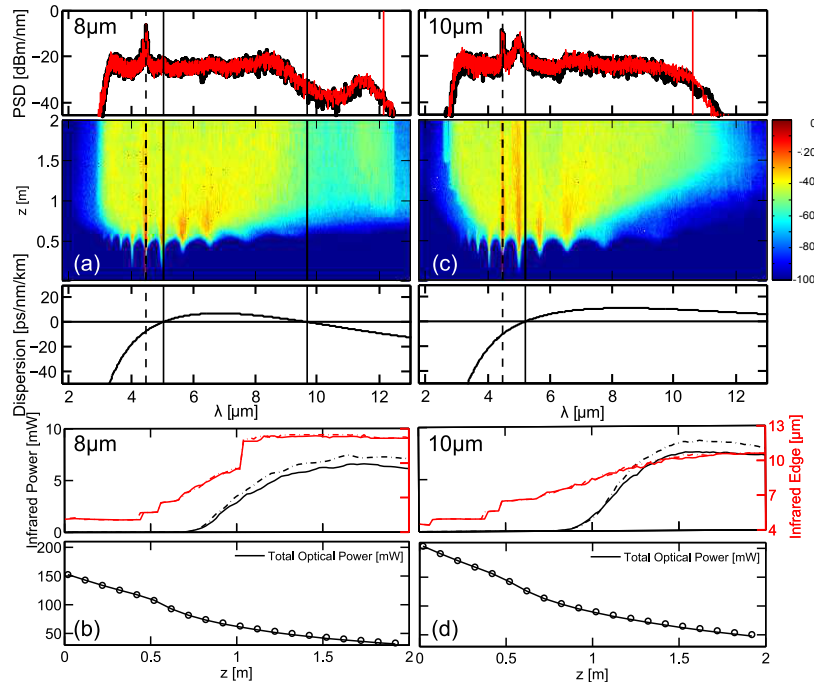 8μm
10μm
PSD [dBm/nm]
0
−20
−40
2
1.5
1
0.5
z [m]
(a)
(c)
0
-20
-40
-60
-80
-100
Dispersion [ps/nm/km]
20
0
−20
−40
2 4 6 8 10 12
2 4 6 8 10 12
λ [μm]
λ [μm]
Infrared Power [mW]
10
5
0
8μm
10μm
13
10
7
4
Infrared Edge [μm]
200
150
100
50
Total Optical Power [mW]
Total Optical Power [mW]
(b)
(d)
0 0.5 1 1.5 2
0 0.5 1 1.5 2
z [m]
z [m]